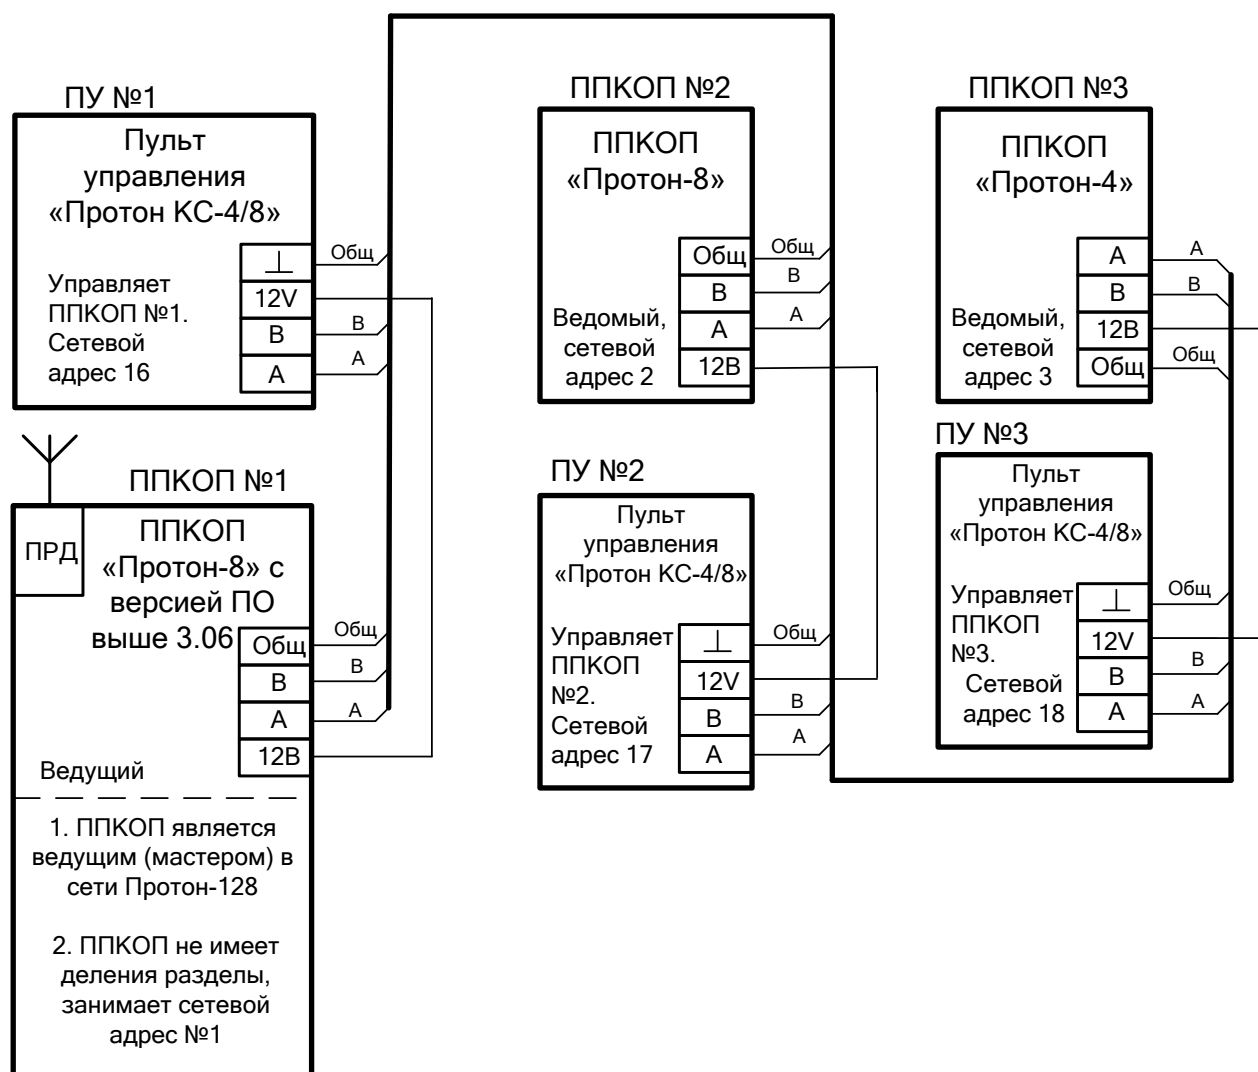 ПУ №1
Пульт
управления
«Протон КС-4/8»
Управляет
ППКОП №1.
Сетевой
адрес 16
⊥
12V
B
A
Общ
B
A
ППКОП №1
ПРД
ППКОП
«Протон-8» с
версией ПО
выше 3.06
Общ
B
A
12В
Общ
B
A
Ведущий
1. ППКОП является
ведущим (мастером) в
сети Протон-128
2. ППКОП не имеет
деления разделы,
занимает сетевой
адрес №1
ППКОП №2
ППКОП
«Протон-8»
Ведомый,
сетевой
адрес 2
Общ
B
A
12В
Общ
B
A
ПУ №2
Пульт
управления
«Протон КС-4/8»
Управляет
ППКОП
№2.
Сетевой
адрес 17
⊥
12V
B
A
Общ
B
A
ППКОП №3
ППКОП
«Протон-4»
Ведомый,
сетевой
адрес 3
A
B
12В
Общ
A
B
Общ
ПУ №3
Пульт
управления
«Протон КС-4/8»
Управляет
ППКОП
№3.
Сетевой
адрес 18
⊥
12V
B
A
Общ
B
A